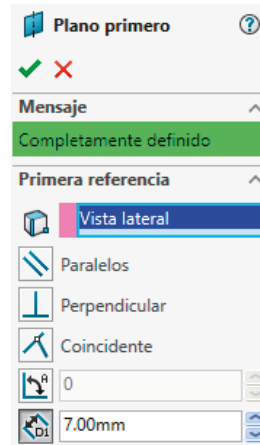 Plano primero
Mensaje
Completamente definido
Primera referencia
Vista lateral
Paralelos
Perpendicular
Coincidente
0
7.00mm